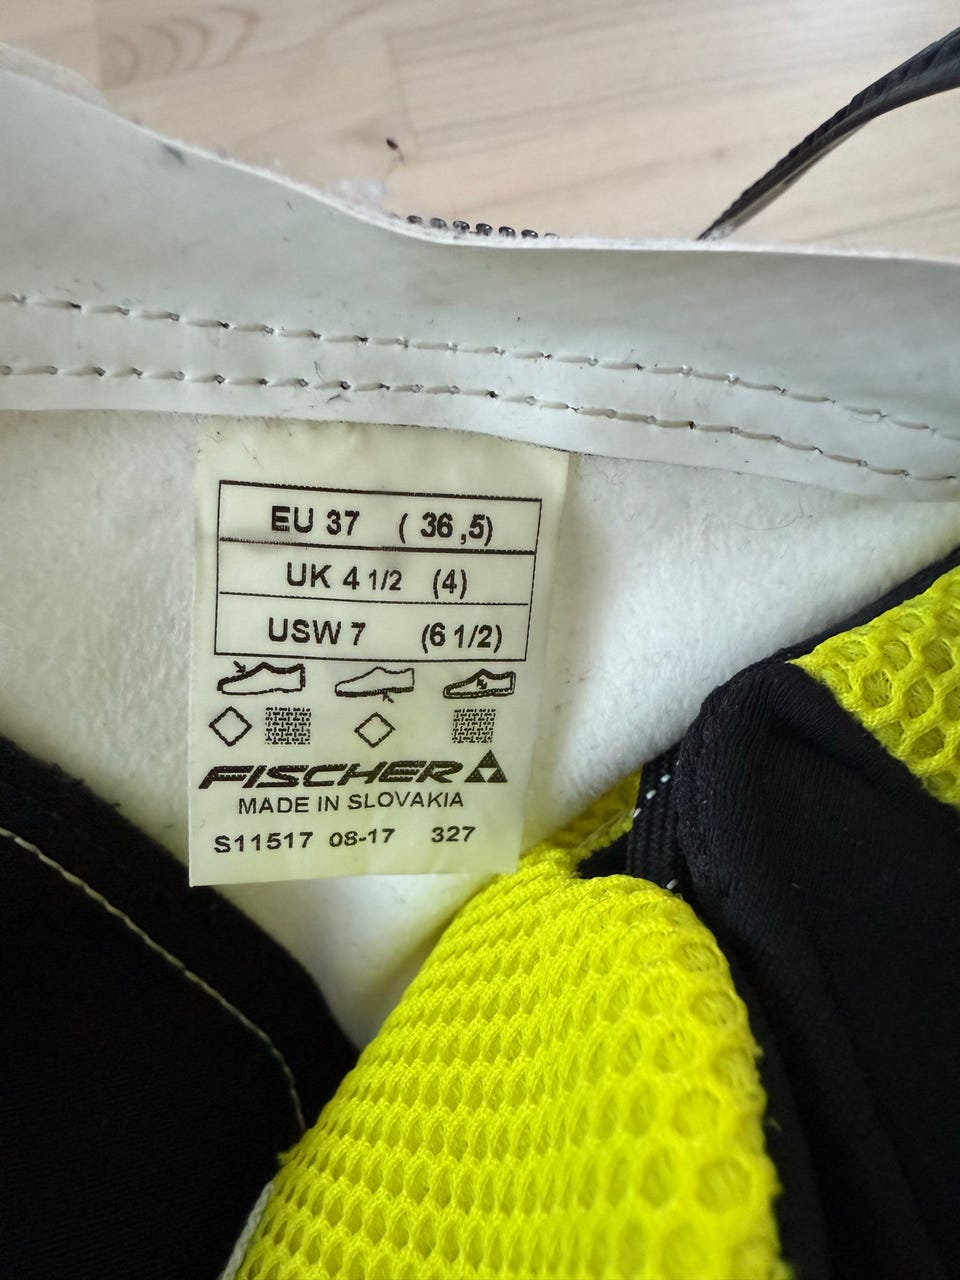 EU 37 ( 36 ,5)
UK 4 1/2 (4)
USW 7 (6 1/2)
FISCHER
MADE IN SLOVAKIA
S11517 08-17 327